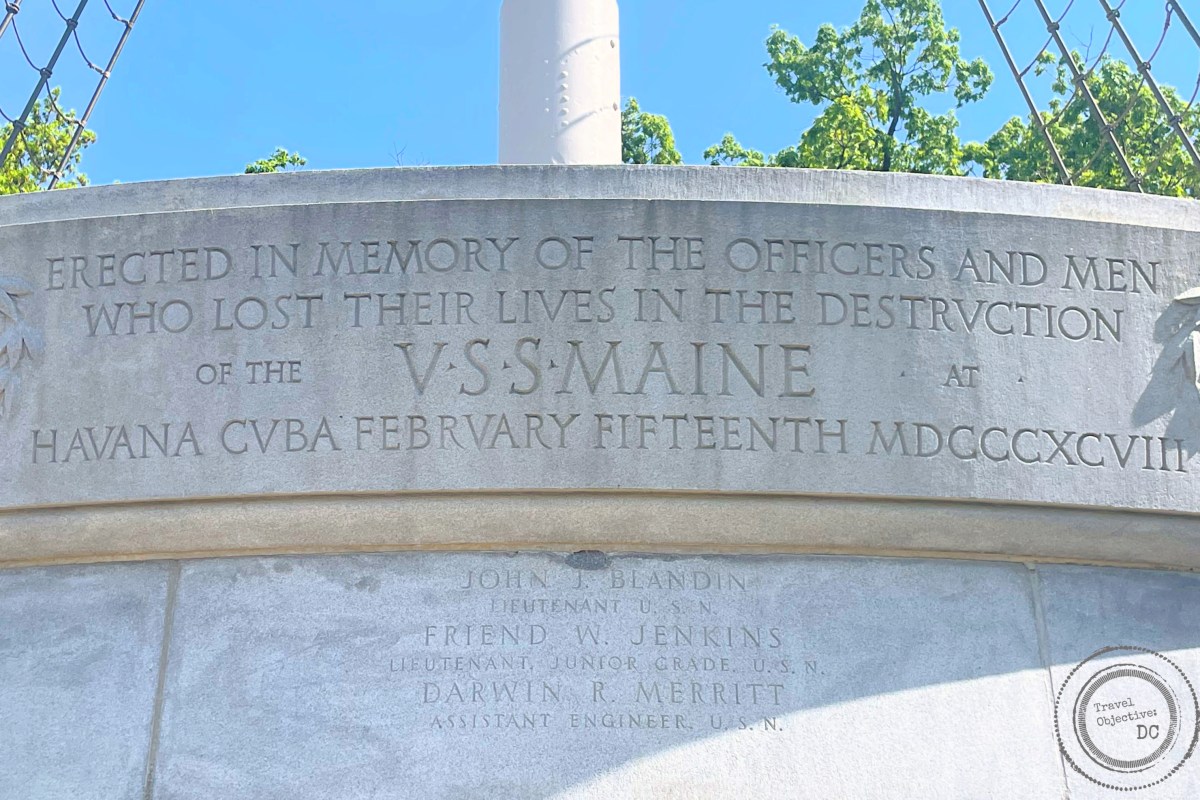 ERECTED IN MEMORY OF THE OFFICERS AND MEN
WHO LOST THEIR LIVES IN THE DESTRVCTION
OF THE V·S·S·MAINE · AT ·
HAVANA CVBA FEBRVARY FIFTEENTH MDCCCXCVIII
JOHN J. BLANDIN
LIEUTENANT U. S. N.
FRIEND W. JENKINS
LIEUTENANT, JUNIOR GRADE, U. S. N.
DARWIN R. MERRITT
ASSISTANT ENGINEER, U. S. N.
Travel
Objective:
DC